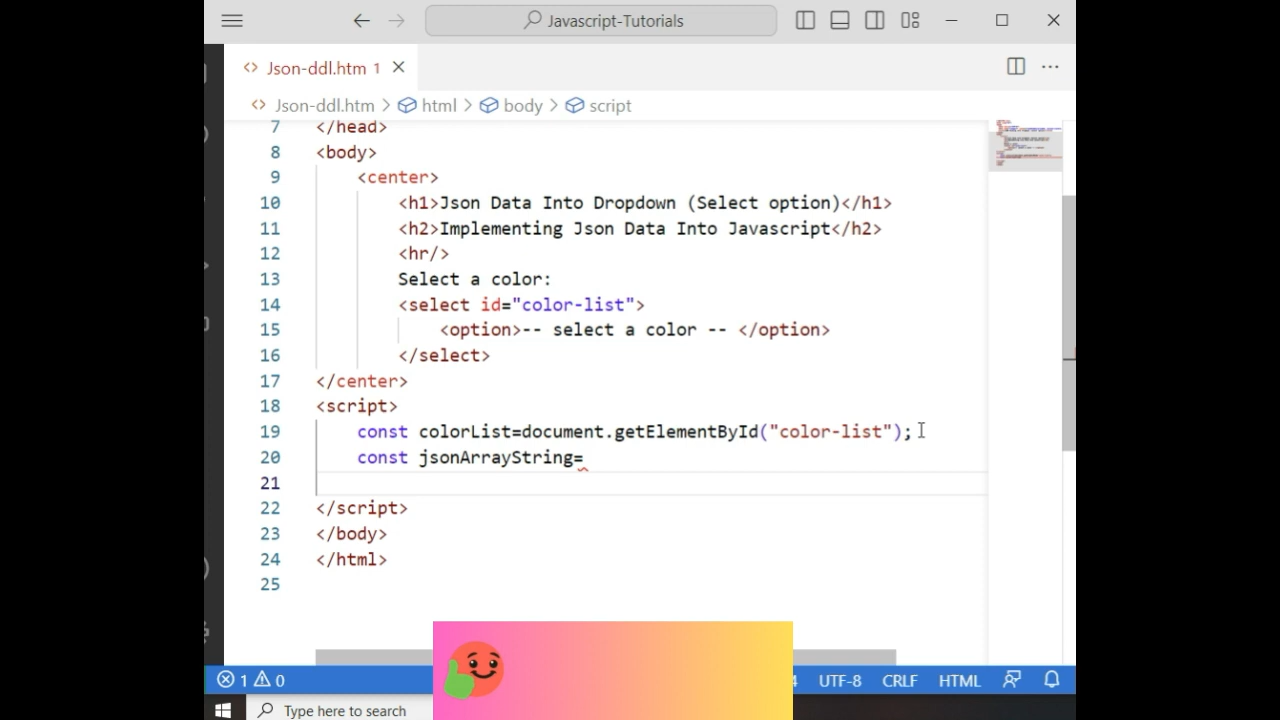 Javascript-Tutorials
Json-ddl.htm 1
Json-ddl.htm > html > body > script
7 </head>
8 <body>
9 <center>
10 <h1>Json Data Into Dropdown (Select option)</h1>
11 <h2>Implementing Json Data Into Javascript</h2>
12 <hr/>
13 Select a color:
14 <select id="color-list">
15 <option>-- select a color -- </option>
16 </select>
17 </center>
18 <script>
19 const colorList=document.getElementById("color-list");
20 const jsonArrayString=
21
22 </script>
23 </body>
24 </html>
25
1 0 4 UTF-8 CRLF HTML
Type here to search